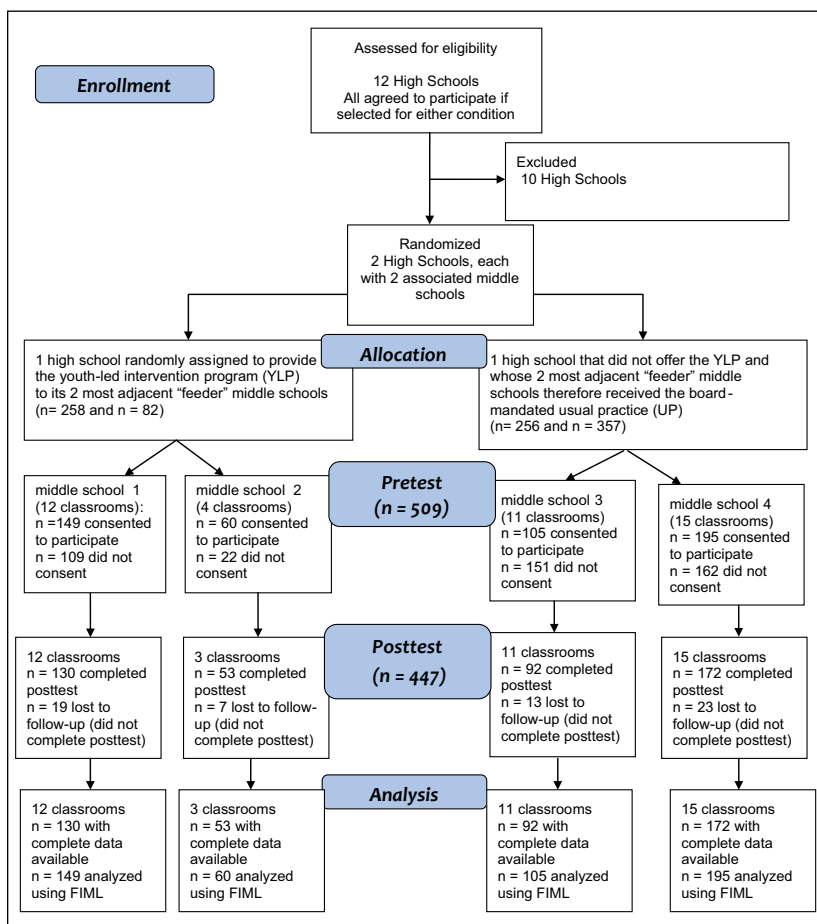 Assessed for eligibility
12 High Schools
All agreed to participate if
selected for either condition
Enrollment
Excluded
10 High Schools
Randomized
2 High Schools, each
with 2 associated middle
schools
Allocation
1 high school randomly assigned to provide
the youth-led intervention program (YLP)
to its 2 most adjacent “feeder” middle schools
(n= 258 and n = 82)
1 high school that did not offer the YLP and
whose 2 most adjacent “feeder” middle
schools therefore received the board-
mandated usual practice (UP)
(n= 256 and n = 357)
Pretest
(n = 509)
middle school 1
(12 classrooms):
n =149 consented
to participate
n = 109 did not
consent
middle school 2
(4 classrooms)
n = 60 consented
to participate
n = 22 did not
consent
middle school 3
(11 classrooms)
n =105 consented
to participate
n = 151 did not
consent
middle school 4
(15 classrooms)
n = 195 consented
to participate
n = 162 did not
consent
Posttest
(n = 447)
12 classrooms
n = 130 completed
posttest
n = 19 lost to
follow-up (did not
complete posttest)
3 classrooms
n = 53 completed
posttest
n = 7 lost to follow-
up (did not
complete posttest)
11 classrooms
n = 92 completed
posttest
n = 13 lost to
follow-up (did not
complete posttest)
15 classrooms
n = 172 completed
posttest
n = 23 lost to
follow-up (did not
complete posttest)
Analysis
12 classrooms
n = 130 with
complete data
available
n = 149 analyzed
using FIML
3 classrooms
n = 53 with
complete data
available
n = 60 analyzed
using FIML
11 classrooms
n = 92 with
complete data
available
n = 105 analyzed
using FIML
15 classrooms
n = 172 with
complete data
available
n = 195 analyzed
using FIML